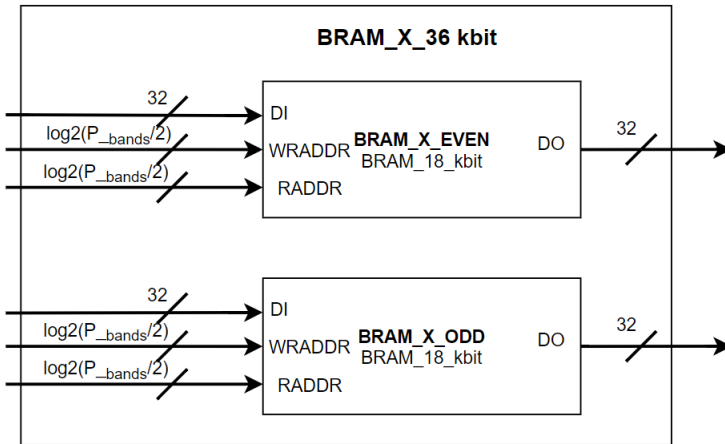 BRAM_X_36 kbit
32
DI
log2(P_bands/2)
WRADDR
log2(P_bands/2)
RADDR
BRAM_X_EVEN
BRAM_18_kbit
DO
32
32
DI
log2(P_bands/2)
WRADDR
log2(P_bands/2)
RADDR
BRAM_X_ODD
BRAM_18_kbit
DO
32